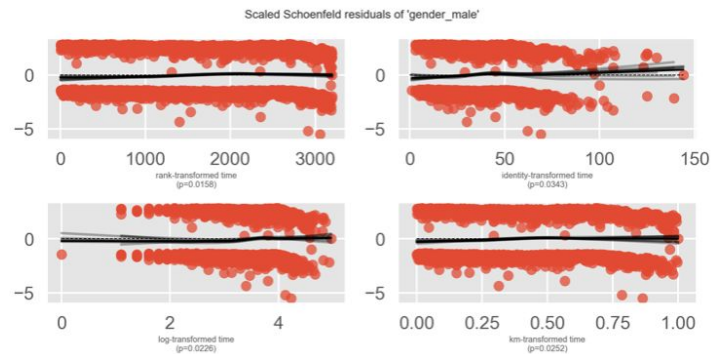 Scaled Schoenfeld residuals of 'gender_male'
0
−5
0 1000 2000 3000
rank-transformed time
(p=0.0158)
0
−5
0 50 100 150
identity-transformed time
(p=0.0343)
0
−5
0 2 4
log-transformed time
(p=0.0226)
0
−5
0.00 0.25 0.50 0.75 1.00
km-transformed time
(p=0.0252)